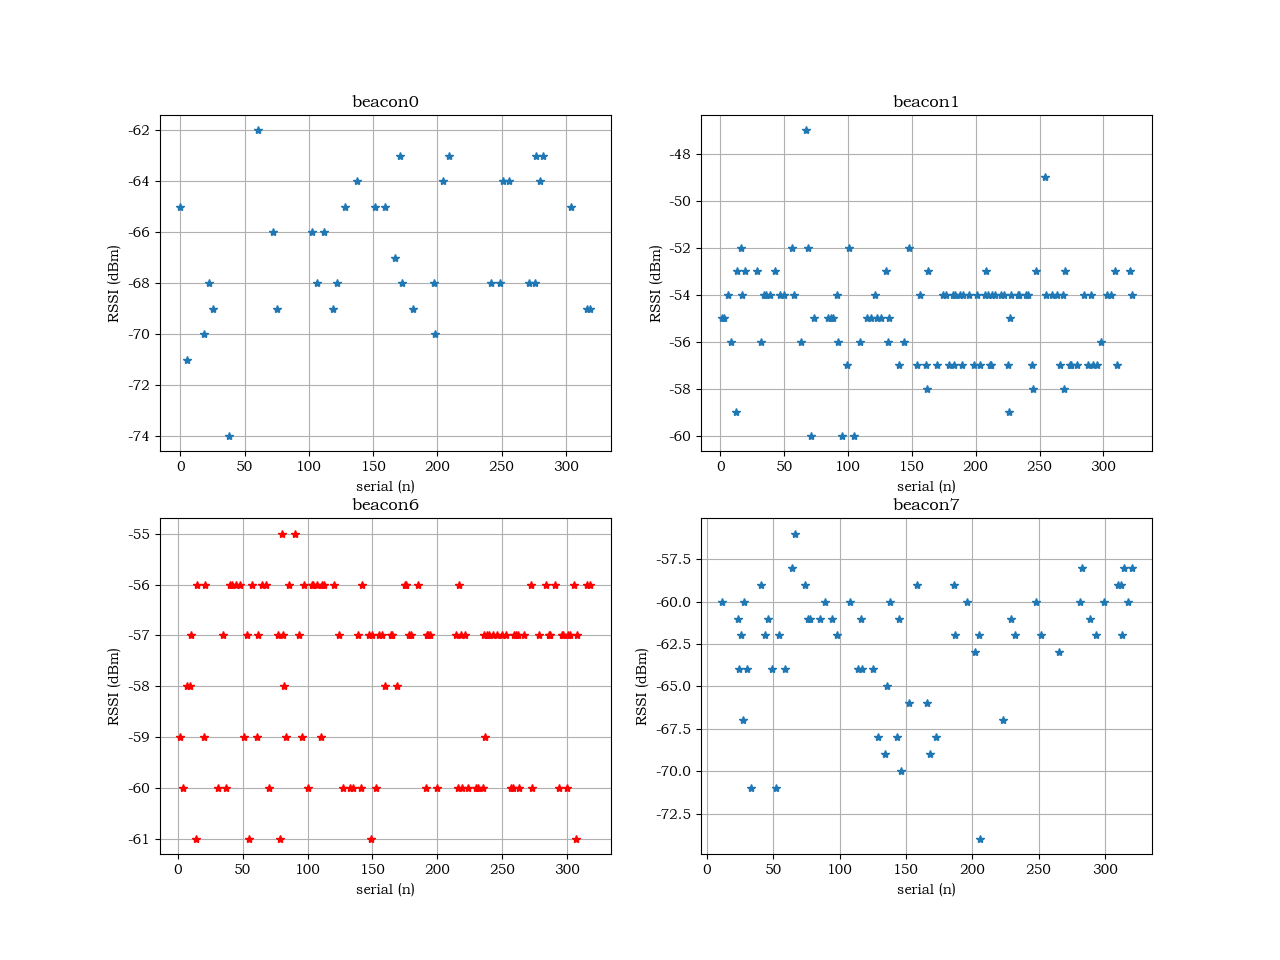 beacon0
-62
-64
-66
-68
-70
-72
-74
RSSI (dBm)
0 50 100 150 200 250 300
serial (n)
beacon1
-48
-50
-52
-54
-56
-58
-60
RSSI (dBm)
0 50 100 150 200 250 300
serial (n)
beacon6
-55
-56
-57
-58
-59
-60
-61
RSSI (dBm)
0 50 100 150 200 250 300
serial (n)
beacon7
-57.5
-60.0
-62.5
-65.0
-67.5
-70.0
-72.5
RSSI (dBm)
0 50 100 150 200 250 300
serial (n)